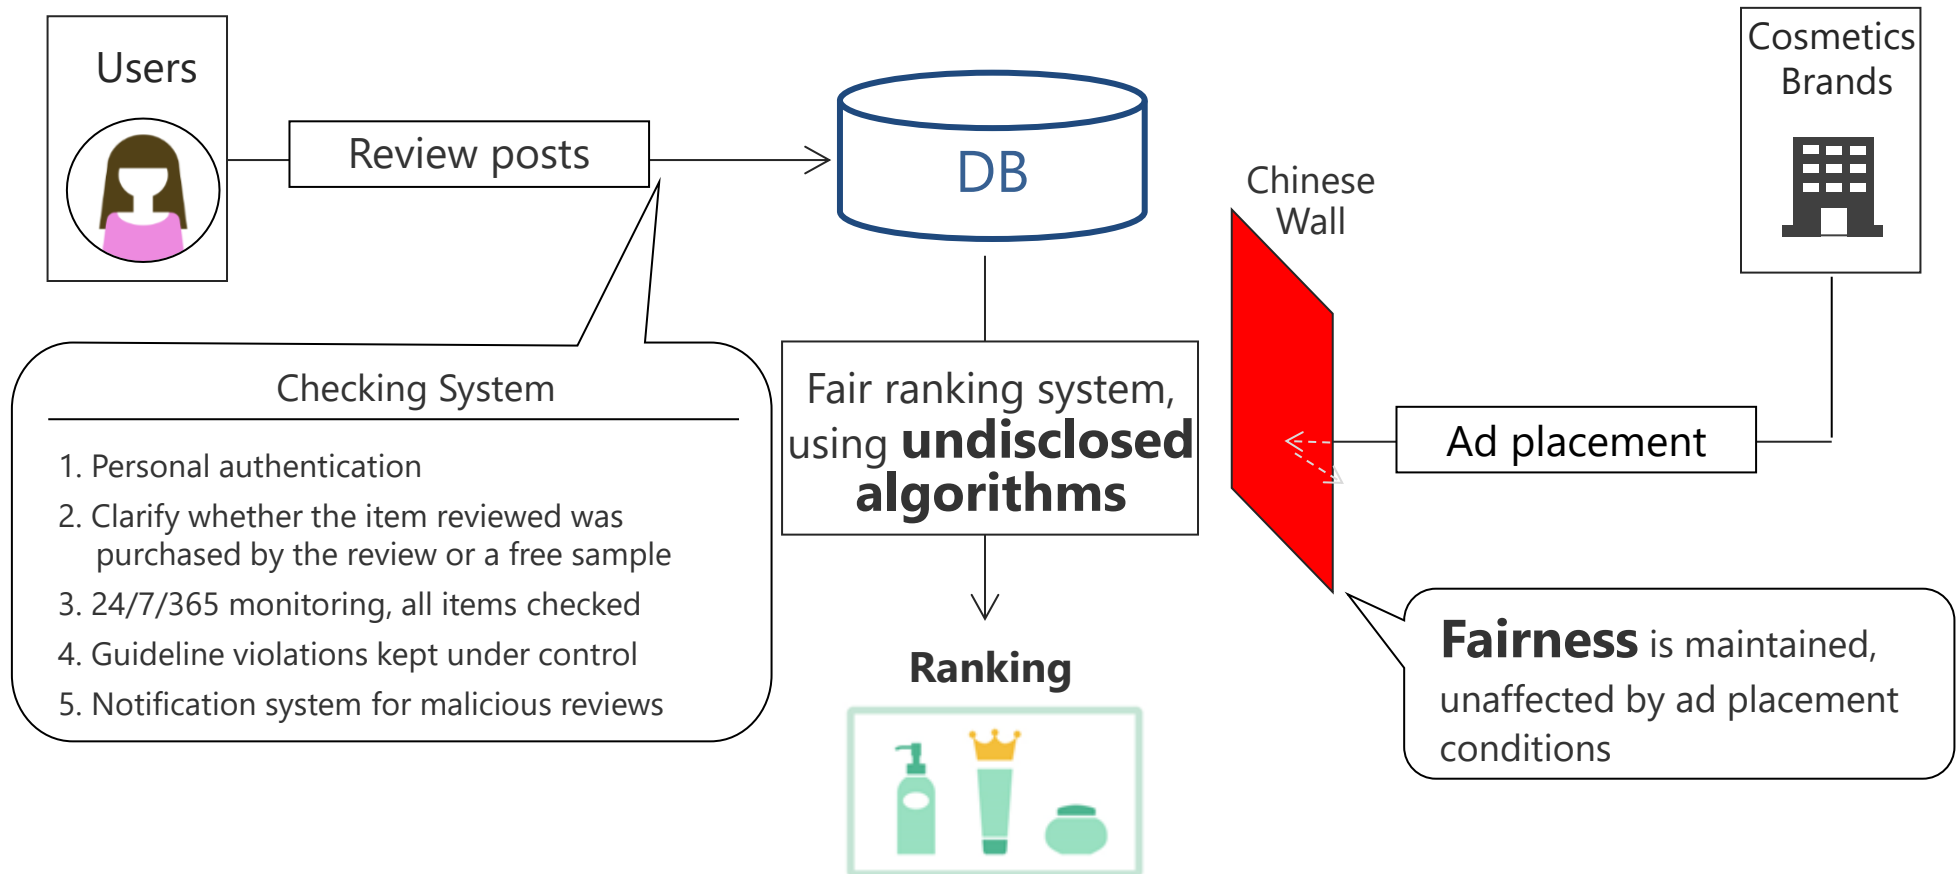 Users
Review posts
DB
Cosmetics
Brands
Chinese
Wall
Checking System
1. Personal authentication
2. Clarify whether the item reviewed was
purchased by the review or a free sample
3. 24/7/365 monitoring, all items checked
4. Guideline violations kept under control
5. Notification system for malicious reviews
Fair ranking system,
using undisclosed
algorithms
Ad placement
Ranking
Fairness is maintained,
unaffected by ad placement
conditions